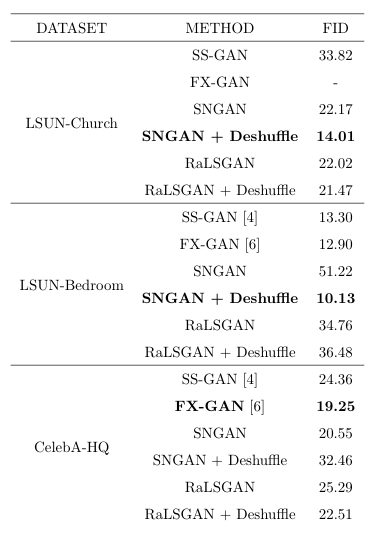 DATASET METHOD FID
SS-GAN 33.82
FX-GAN -
SNGAN 22.17
LSUN-Church
SNGAN + Deshuffle 14.01
RaLSGAN 22.02
RaLSGAN + Deshuffle 21.47
SS-GAN [4] 13.30
FX-GAN [6] 12.90
SNGAN 51.22
LSUN-Bedroom
SNGAN + Deshuffle 10.13
RaLSGAN 34.76
RaLSGAN + Deshuffle 36.48
SS-GAN [4] 24.36
FX-GAN [6] 19.25
SNGAN 20.55
CelebA-HQ
SNGAN + Deshuffle 32.46
RaLSGAN 25.29
RaLSGAN + Deshuffle 22.51